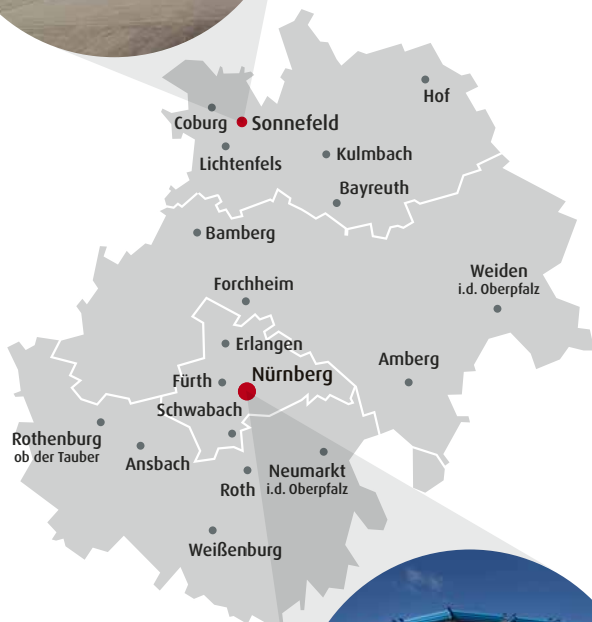 Hof
Coburg
Sonnefeld
Lichtenfels
Kulmbach
Bayreuth
Bamberg
Weiden
i.d. Oberpfalz
Forchheim
Erlangen
Amberg
Fürth
Nürnberg
Schwabach
Rothenburg
ob der Tauber
Ansbach
Neumarkt
i.d. Oberpfalz
Roth
Weißenburg